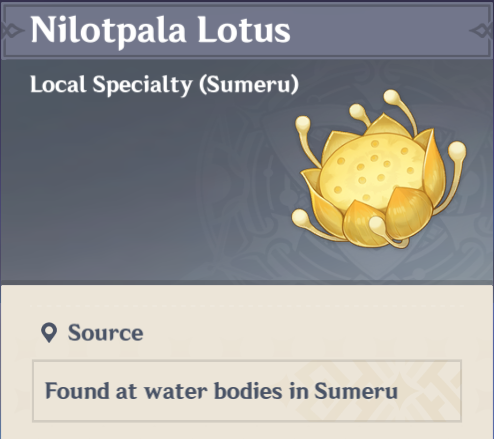 Nilotpala Lotus
Local Specialty (Sumeru)
Source
Found at water bodies in Sumeru